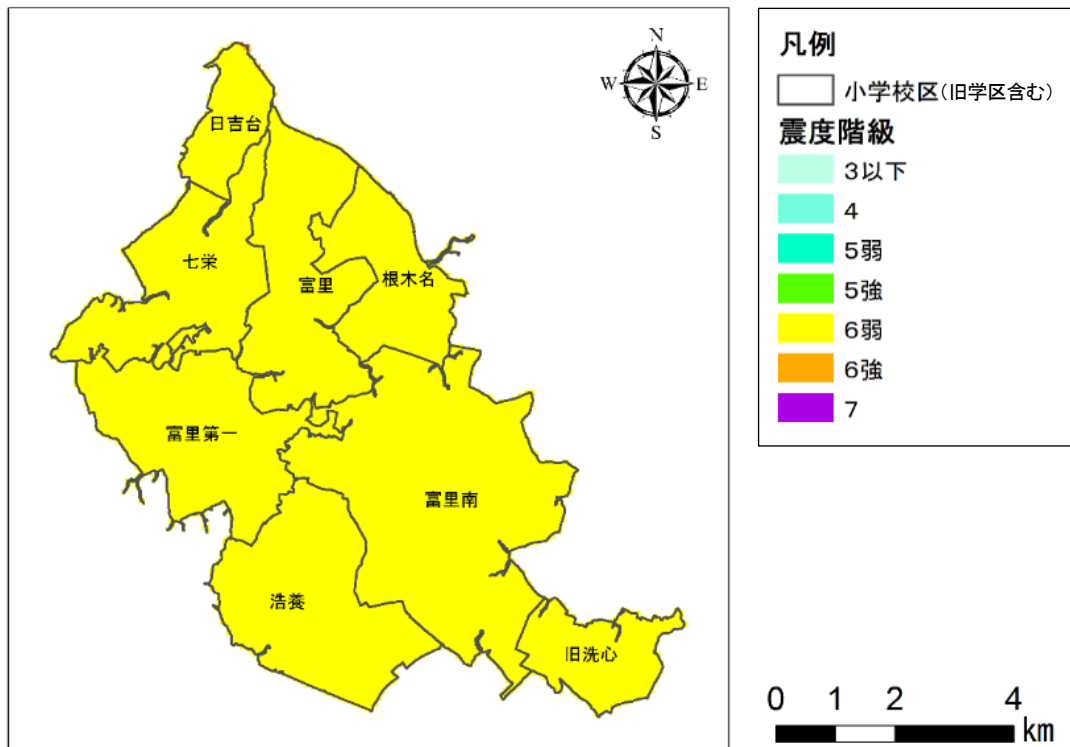 N
W E
S
日吉台
七栄
富里
根木名
富里第一
富里南
浩養
旧洗心
凡例
小学校区(旧学区含む)
震度階級
3以下
4
5弱
5強
6弱
6強
7
0 1 2 4
km